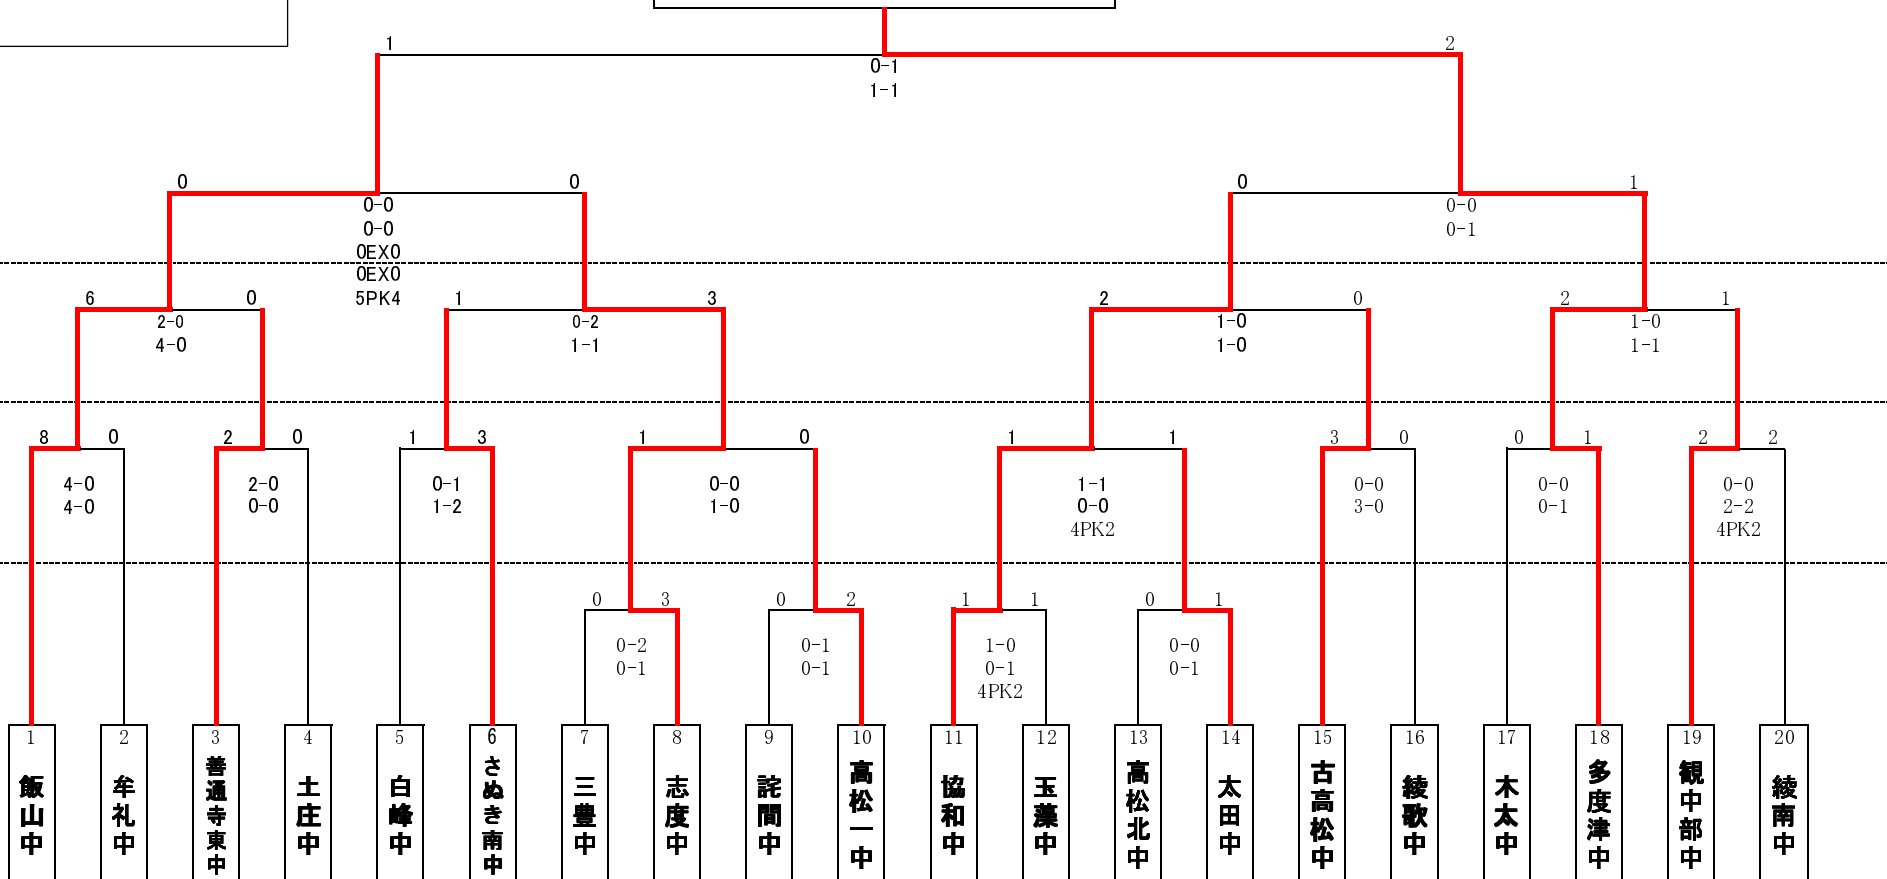 1 2
0-1
1-1
0 0 0 1
0-0 0-0
0-0 0-1
0EX0
0EX0
5PK4
6 0 1 3 2 0 2 1
2-0 0-2 1-0 1-0
4-0 1-1 1-0 1-1
8 0 2 0 1 3 1 0 1 1 3 0 0 1 2 2
4-0 2-0 0-1 0-0 1-1 0-0 0-0 0-0
4-0 0-0 1-2 1-0 0-0 3-0 0-1 2-2
4PK2 4PK2
0 3 0 2 1 1 0 1
0-2 0-1 1-0 0-0
0-1 0-1 0-1 0-1
4PK2
1 2 3 4 5 6 7 8 9 10 11 12 13 14 15 16 17 18 19 20
飯山中
牟礼中
善通寺東中
土庄中
白峰中
さぬき南中
三豊中
志度中
詫間中
高松一中
協和中
玉藻中
高松北中
太田中
古高松中
綾歌中
木太中
多度津中
観中部中
綾南中